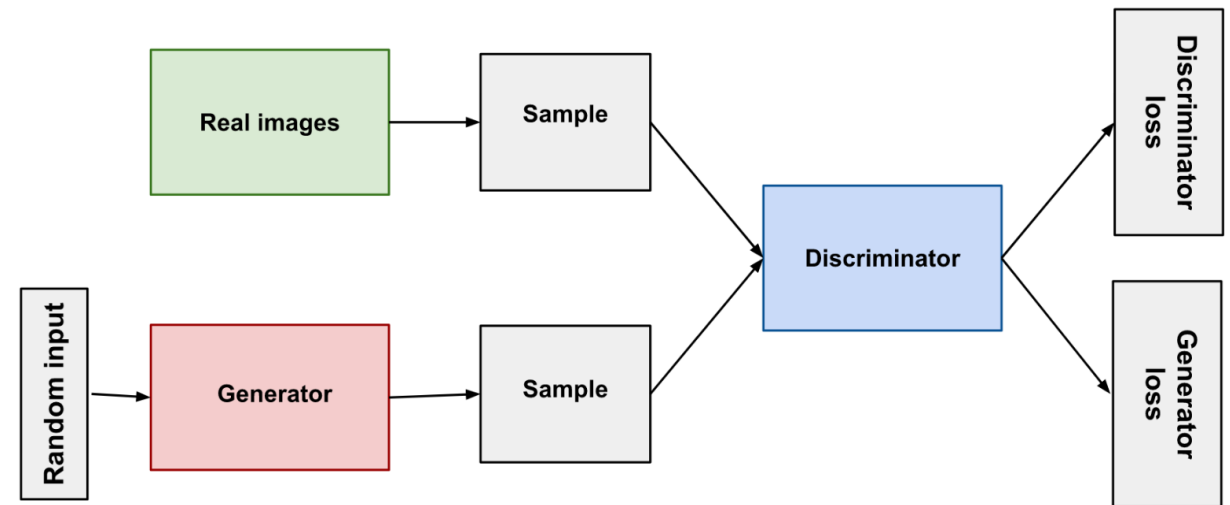 Real images
Sample
Discriminator
loss
Discriminator
Random input
Generator
Sample
Generator
loss